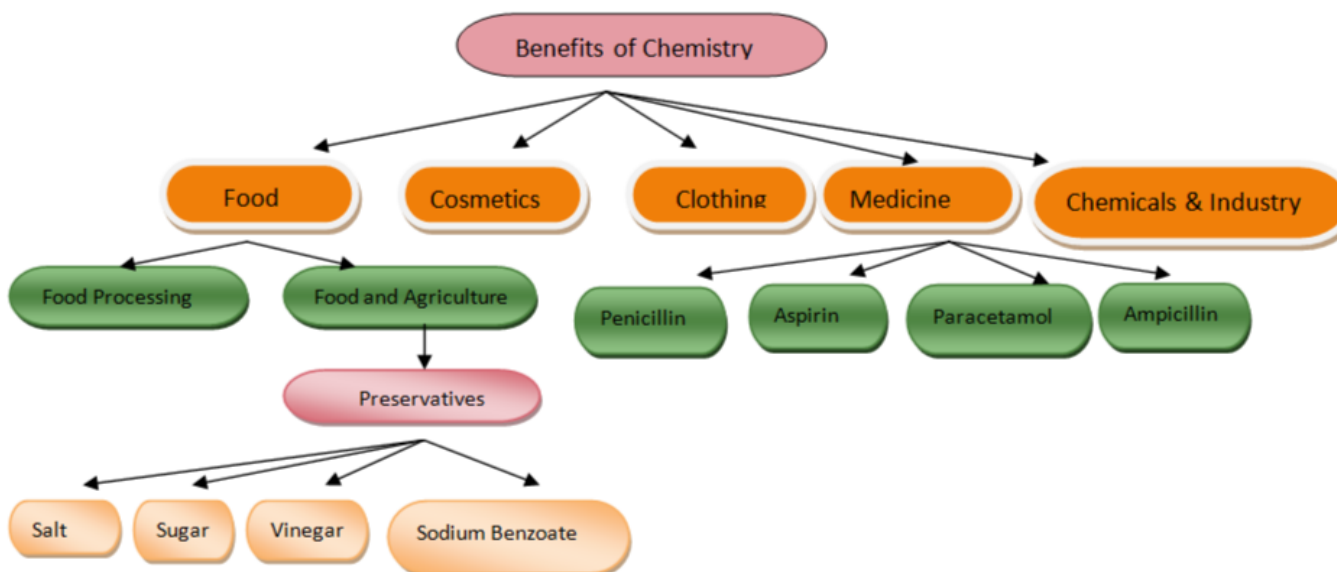 Benefits of Chemistry
Food
Cosmetics
Clothing
Medicine
Chemicals & Industry
Food Processing
Food and Agriculture
Penicillin
Aspirin
Paracetamol
Ampicillin
Preservatives
Salt
Sugar
Vinegar
Sodium Benzoate